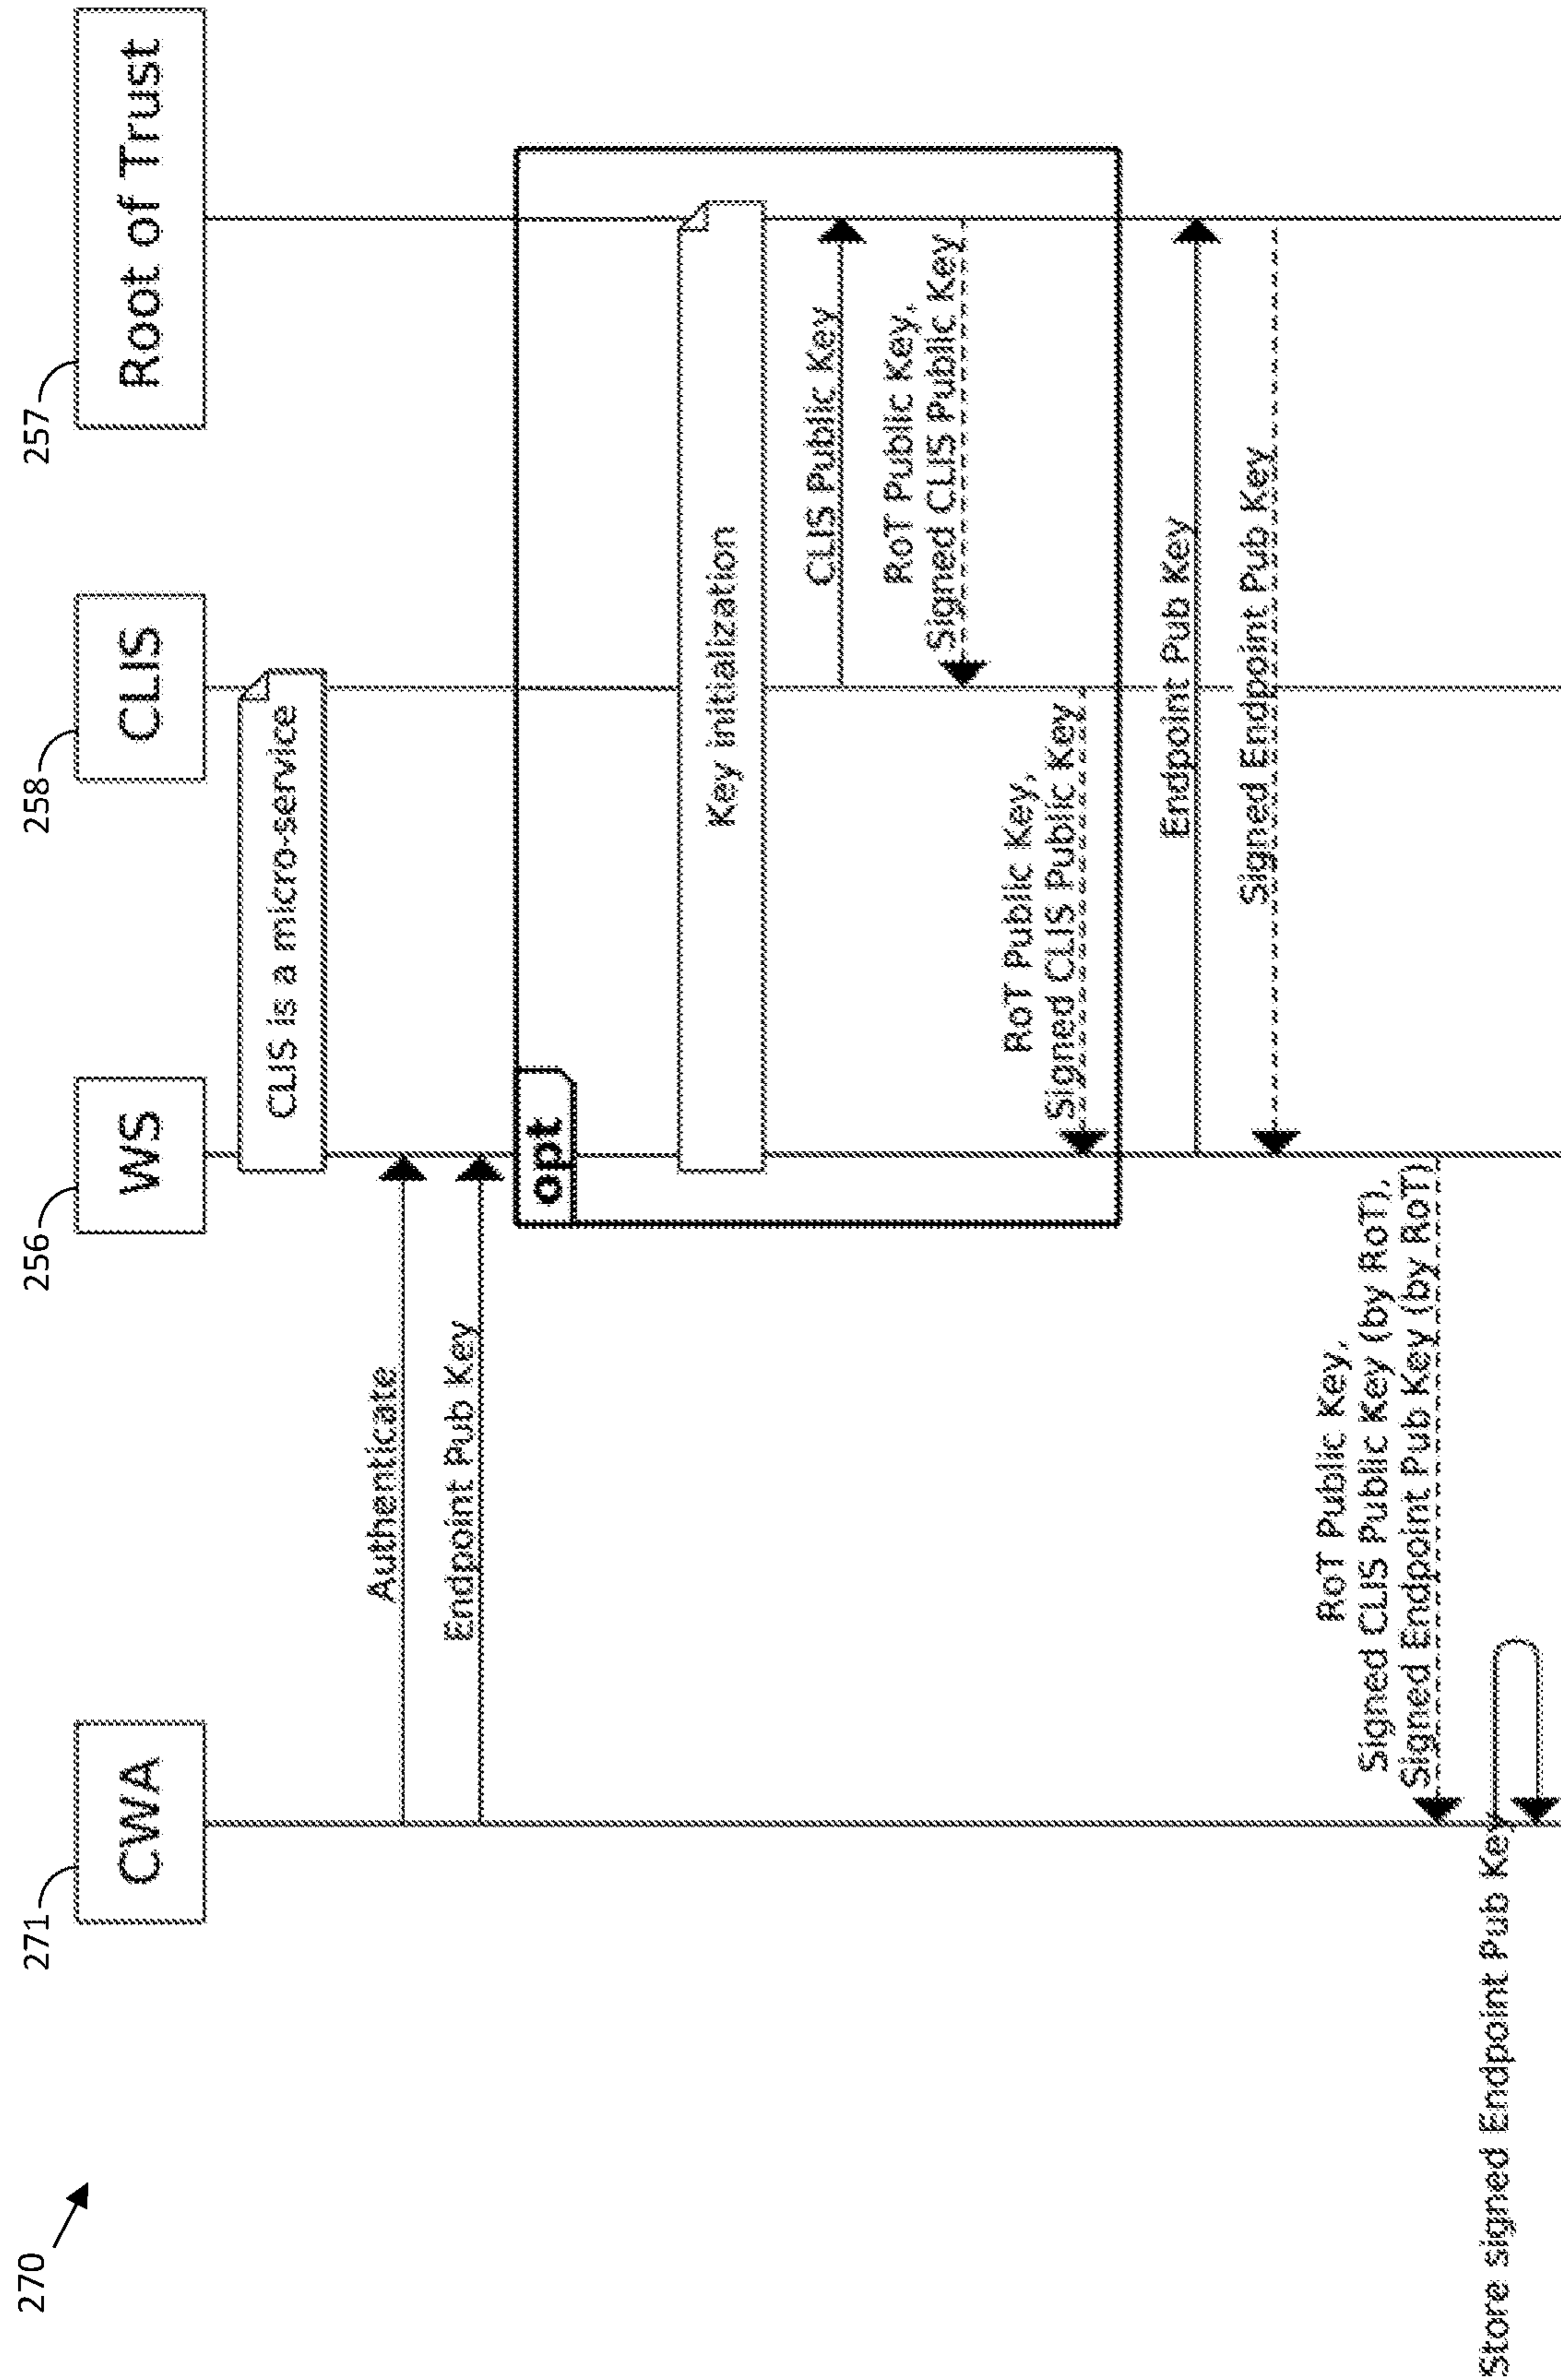 270
271
256
258
257
CWA
WS
CLIS
Root of Trust
CLIS is a micro-service
Authenticate
Endpoint Pub Key
opt
Key initialization
CLIS Public Key
RoT Public Key,
Signed CLIS Public Key
RoT Public Key,
Signed CLIS Public Key
Endpoint Pub Key
Signed Endpoint Pub Key
RoT Public Key,
Signed CLIS Public Key (by RoT),
Signed Endpoint Pub Key (by RoT)
Store signed Endpoint Pub Key